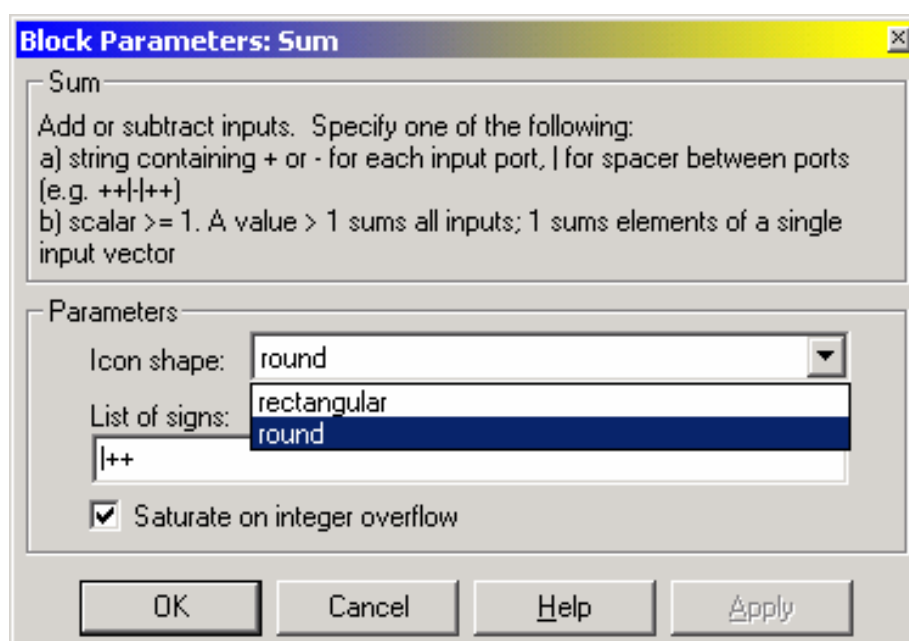 Block Parameters: Sum
Sum
Add or subtract inputs.  Specify one of the following:
a) string containing + or - for each input port, | for spacer between ports
(e.g. ++|-|++)
b) scalar >= 1. A value > 1 sums all inputs; 1 sums elements of a single
input vector
Parameters
Icon shape: round
rectangular
List of signs:
round
|++
Saturate on integer overflow
OK Cancel Help Apply